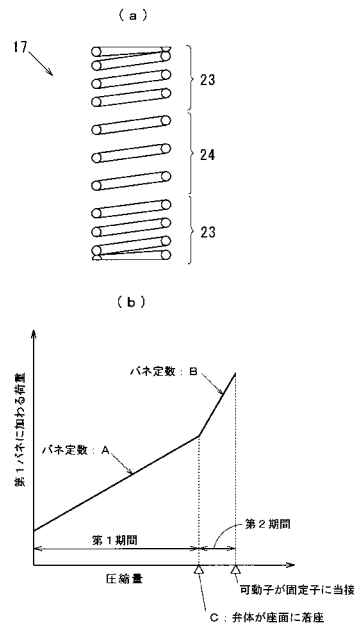 (a)
17
23
24
23
(b)
第1バネに加わる荷重
バネ定数：B
バネ定数：A
第2期間
第1期間
圧縮量
可動子が固定子に当接
C：弁体が座面に着座